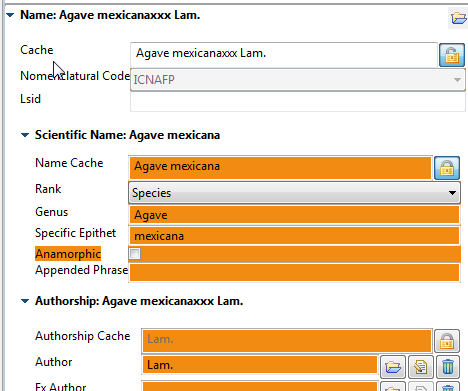 Name: Agave mexicanaxxx Lam.
Cache Agave mexicanaxxx Lam.
Nomenclatural Code ICNAFP
Lsid
Scientific Name: Agave mexicana
Name Cache Agave mexicana
Rank Species
Genus Agave
Specific Epithet mexicana
Anamorphic
Appended Phrase
Authorship: Agave mexicanaxxx Lam.
Authorship Cache Lam.
Author Lam.
Ex Author